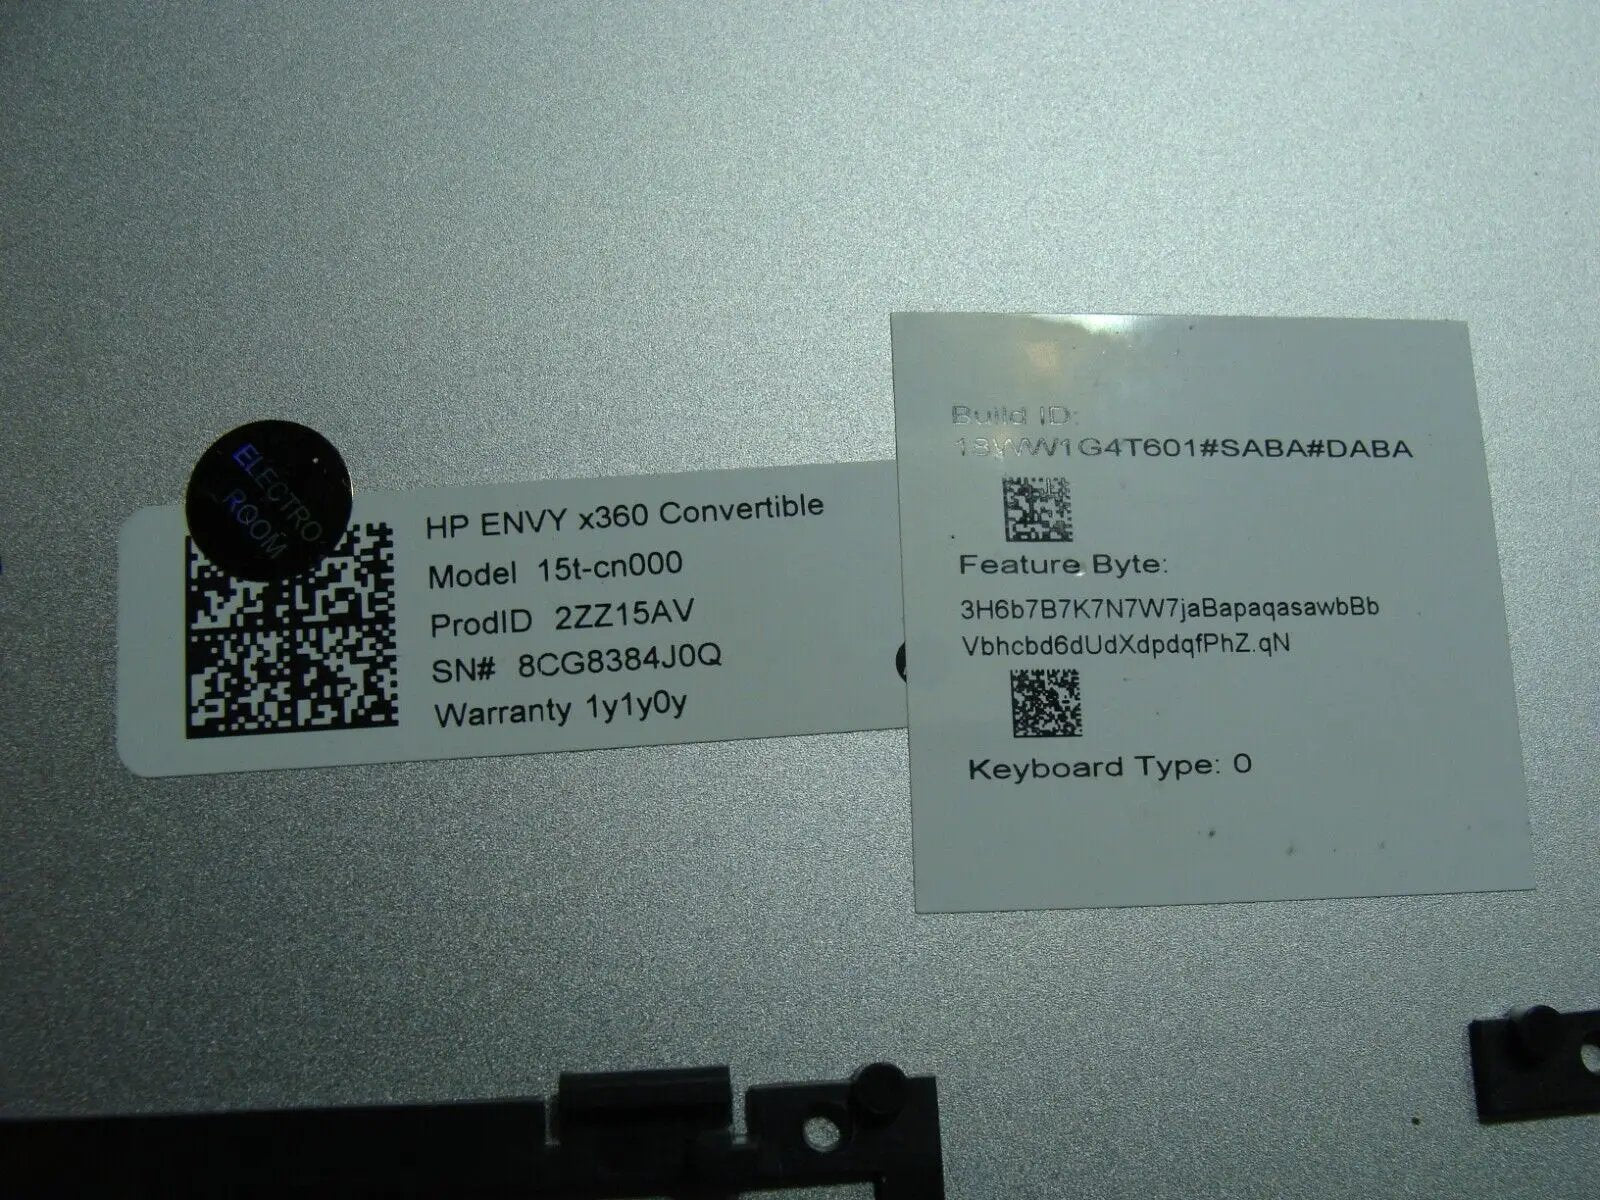 ELECTRO
ROOM
HP ENVY x360 Convertible
Model 15t-cn000
ProdID 2ZZ15AV
SN# 8CG8384J0Q
Warranty 1y1y0y
Build ID:
18WW1G4T601#SABA#DABA
Feature Byte:
3H6b7B7K7N7W7jaBapaqasawbBb
Vbhcbd6dUdXdpdqfPhZ.qN
Keyboard Type: 0